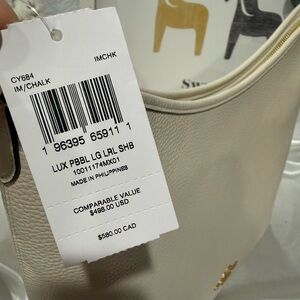 IMCHK
CY684
IM/CHALK
1 96395 65911 1
LUX PBBL LG LRL SHB
10011174MX01
MADE IN PHILIPPINES
COMPARABLE VALUE
$498.00 USD
$580.00 CAD